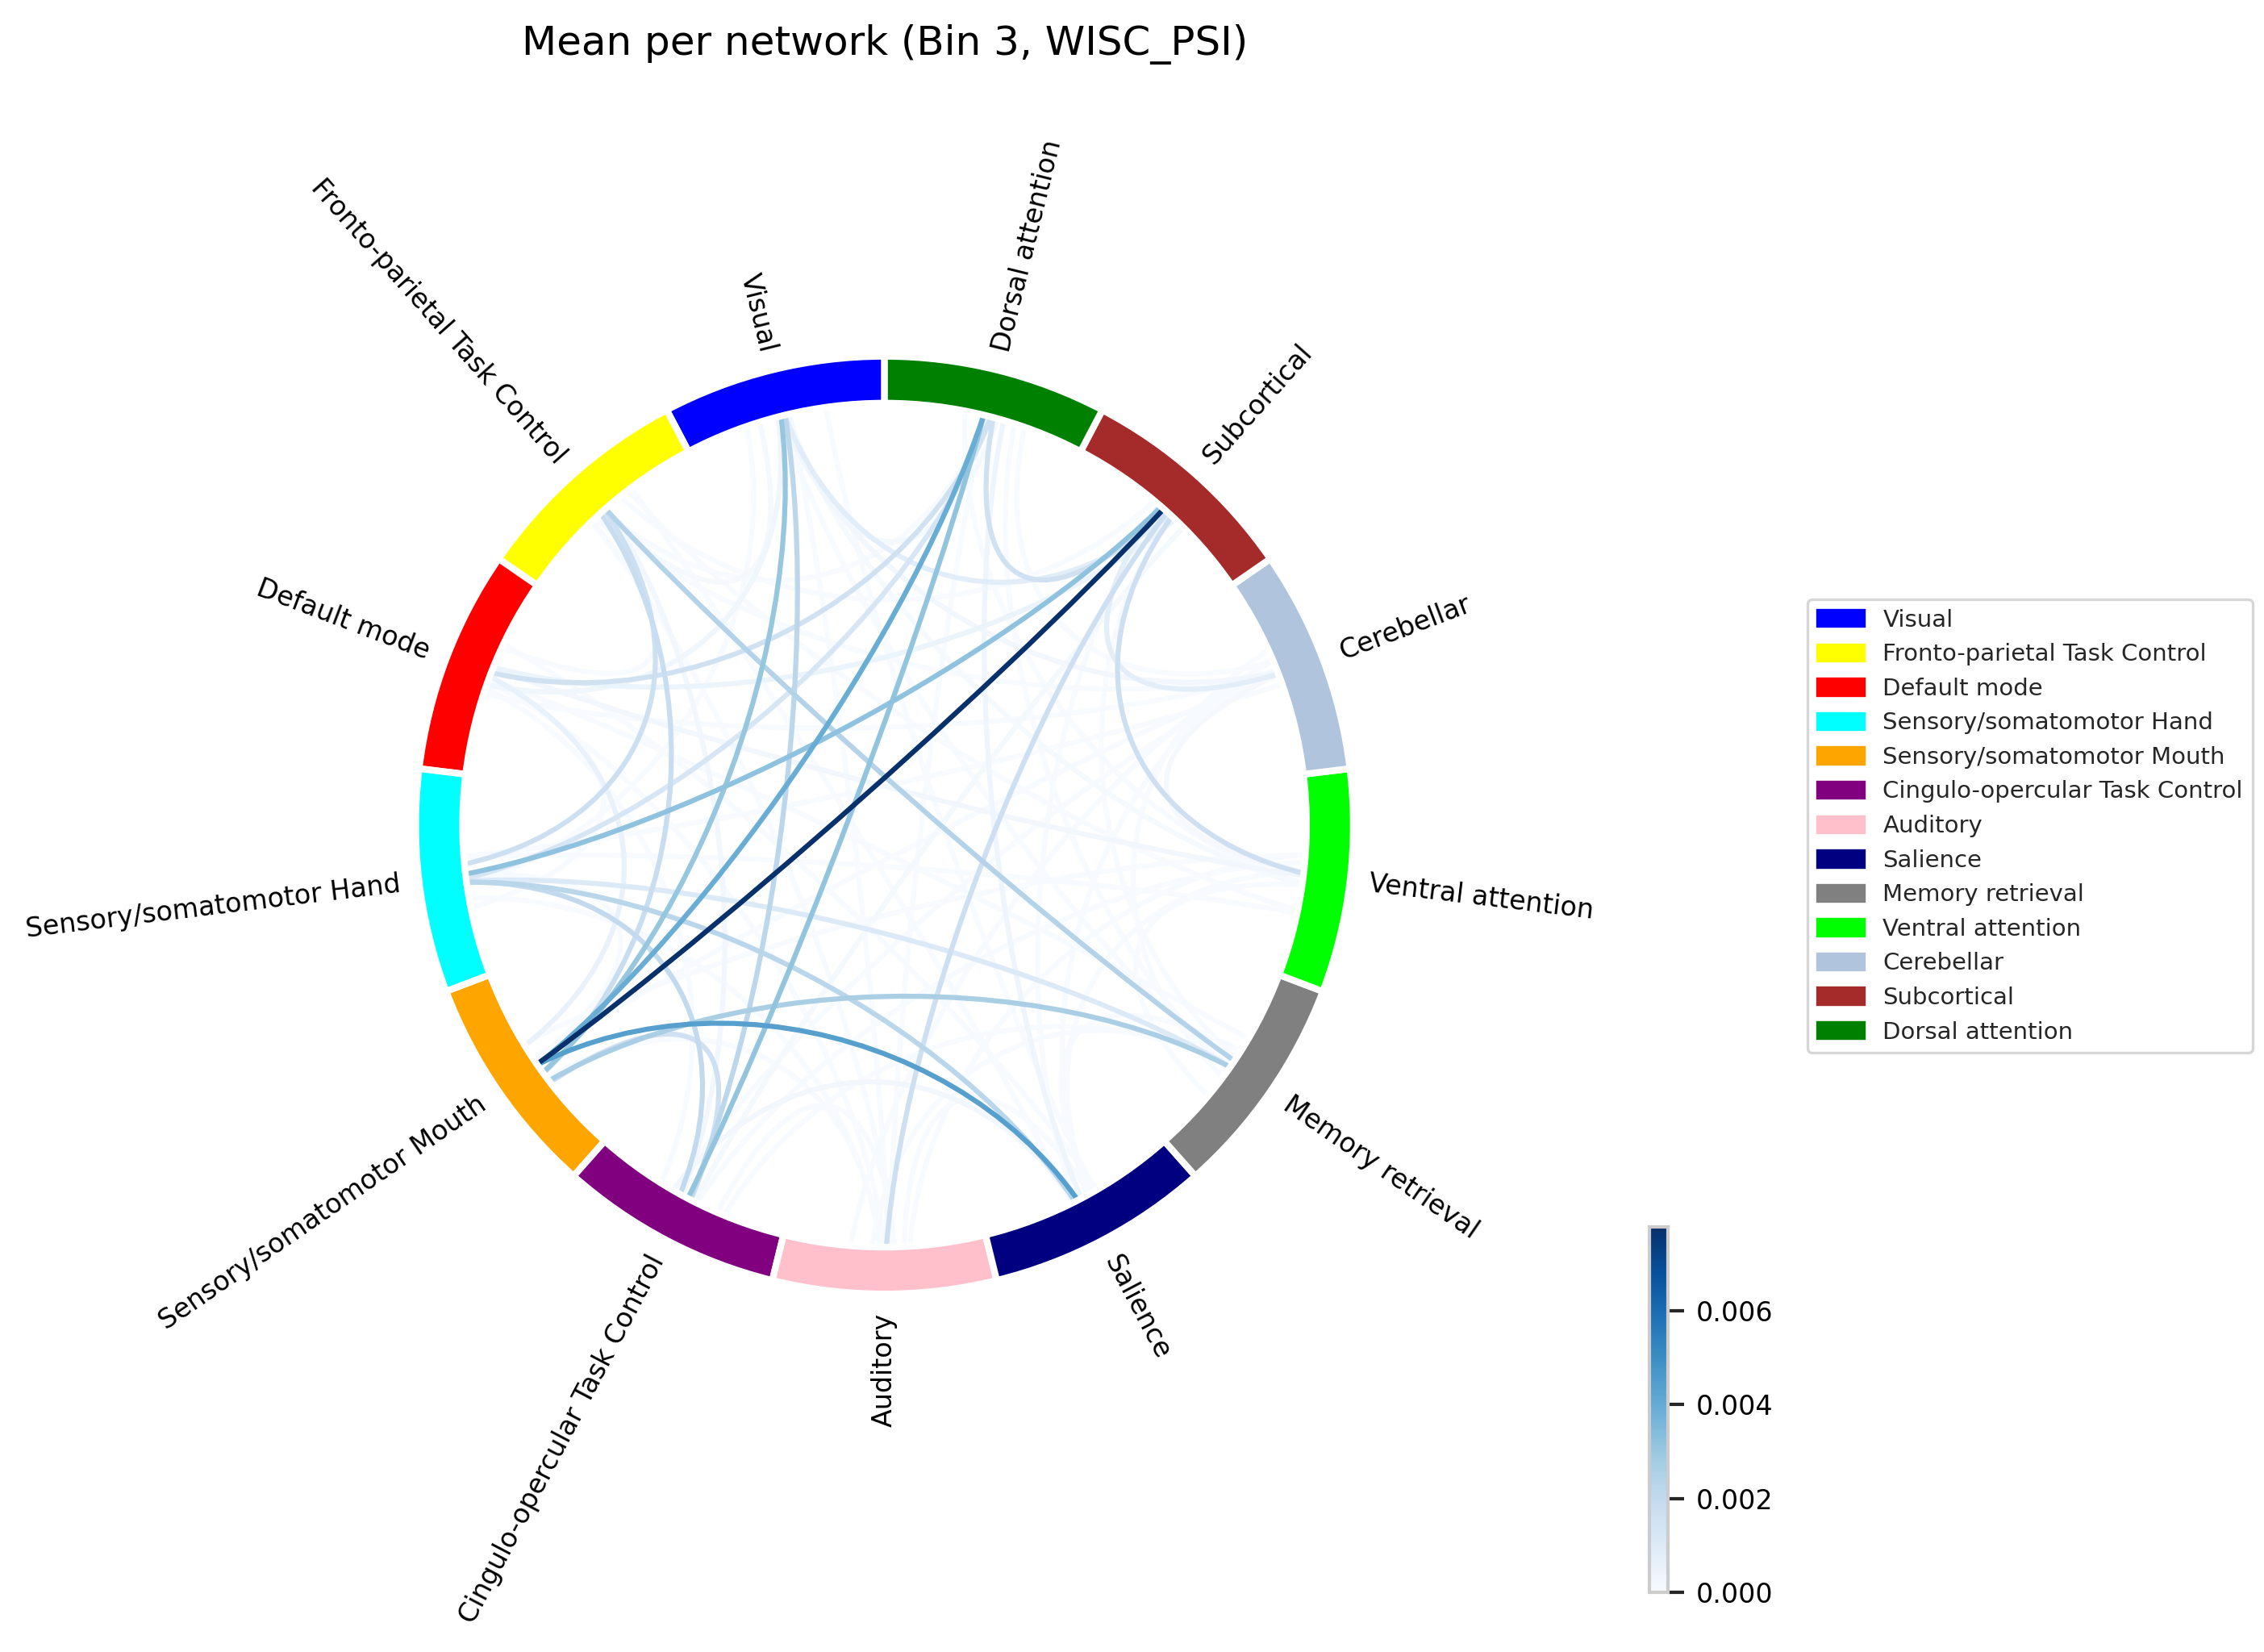 Mean per network (Bin 3, WISC_PSI)
Dorsal attention
Fronto-parietal Task Control
Visual
Subcortical
Default mode
Cerebellar
Sensory/somatomotor Hand
Ventral attention
Sensory/somatomotor Mouth
Memory retrieval
Cingulo-opercular Task Control
Auditory
Salience
Visual
Fronto-parietal Task Control
Default mode
Sensory/somatomotor Hand
Sensory/somatomotor Mouth
Cingulo-opercular Task Control
Auditory
Salience
Memory retrieval
Ventral attention
Cerebellar
Subcortical
Dorsal attention
0.006
0.004
0.002
0.000